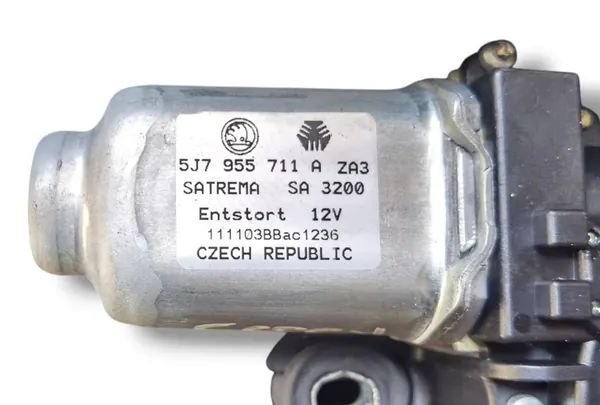 5J7 955 711 A ZA3
SATREMA SA 3200
Entstort 12V
111103BBac1236
CZECH REPUBLIC